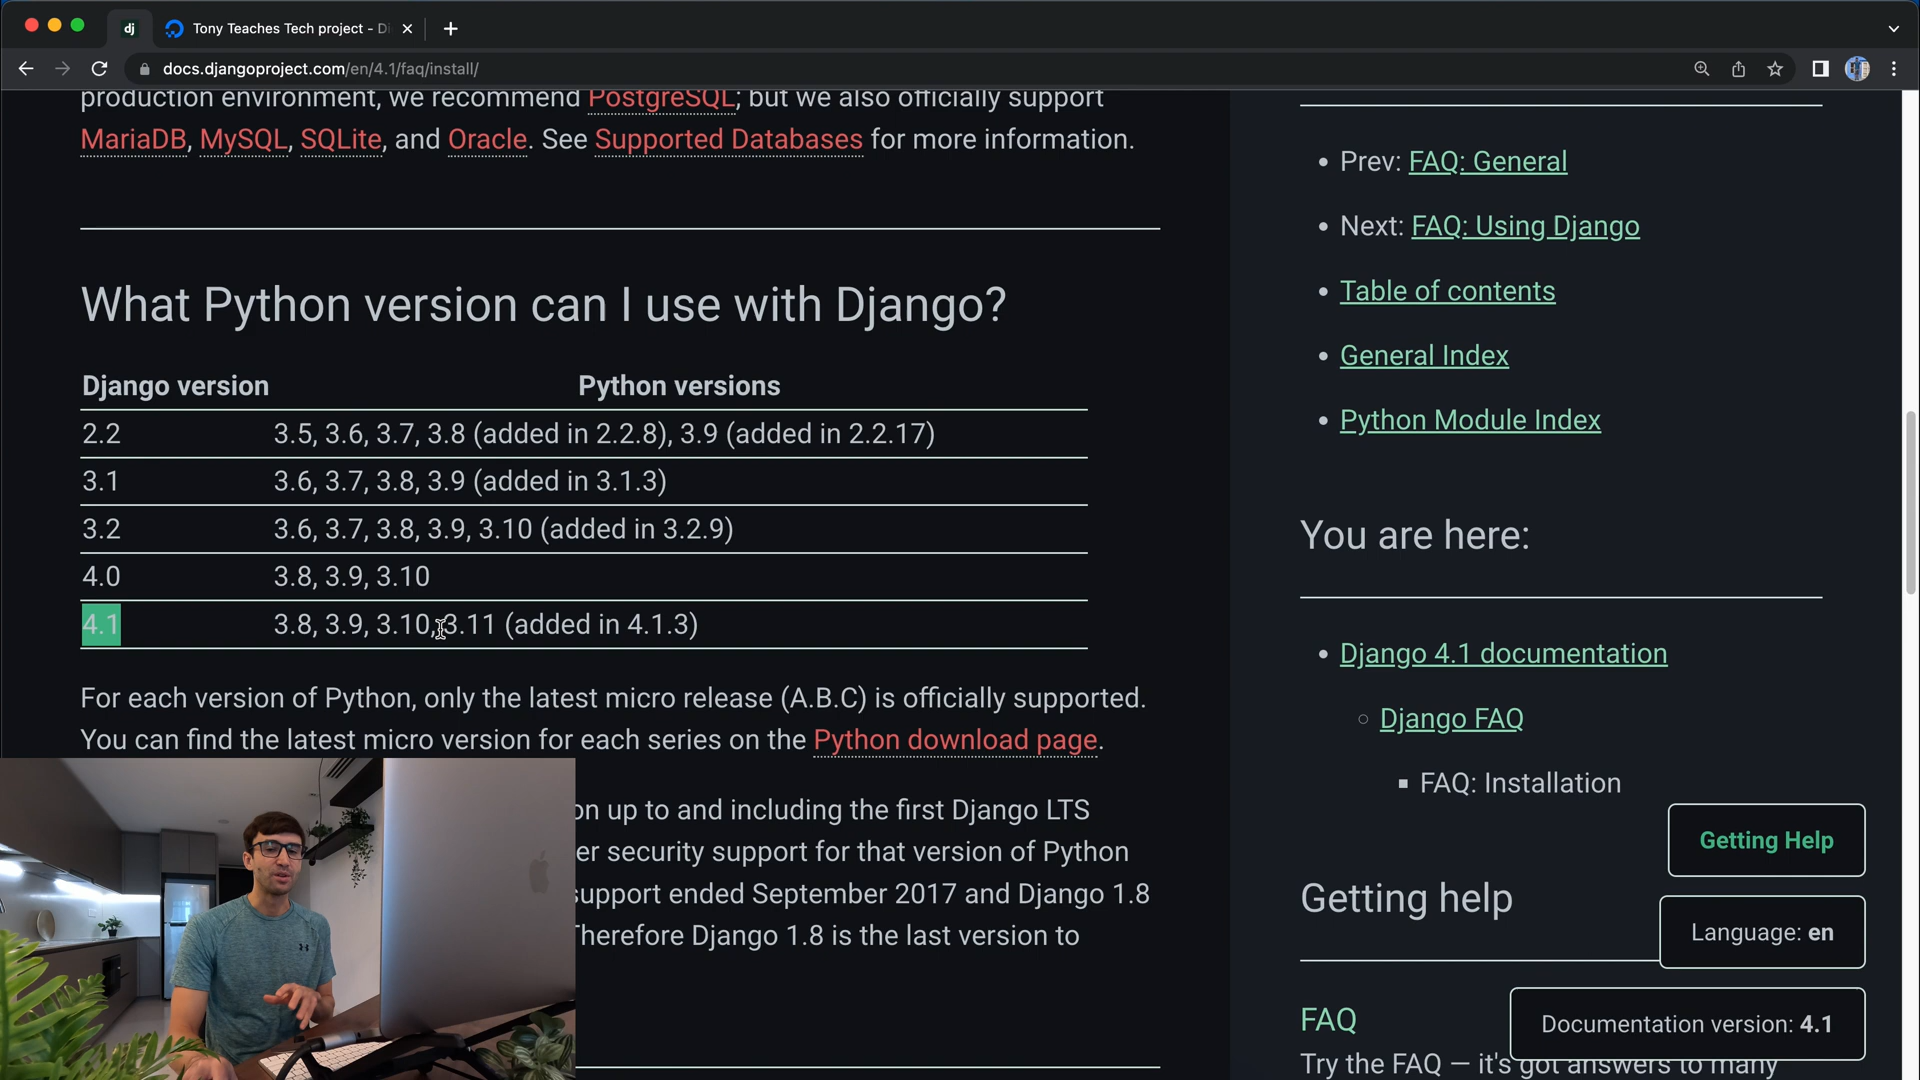 dj
Tony Teaches Tech project - Di
docs.djangoproject.com/en/4.1/faq/install/
production environment, we recommend PostgreSQL; but we also officially support
MariaDB, MySQL, SQLite, and Oracle. See Supported Databases for more information.
What Python version can I use with Django?
Django version Python versions
2.2 3.5, 3.6, 3.7, 3.8 (added in 2.2.8), 3.9 (added in 2.2.17)
3.1 3.6, 3.7, 3.8, 3.9 (added in 3.1.3)
3.2 3.6, 3.7, 3.8, 3.9, 3.10 (added in 3.2.9)
4.0 3.8, 3.9, 3.10
4.1 3.8, 3.9, 3.10, 3.11 (added in 4.1.3)
For each version of Python, only the latest micro release (A.B.C) is officially supported.
You can find the latest micro version for each series on the Python download page.
on up to and including the first Django LTS
er security support for that version of Python
support ended September 2017 and Django 1.8
Therefore Django 1.8 is the last version to
Prev: FAQ: General
Next: FAQ: Using Django
Table of contents
General Index
Python Module Index
You are here:
Django 4.1 documentation
Django FAQ
FAQ: Installation
Getting Help
Getting help
Language: en
FAQ
Documentation version: 4.1
Try the FAQ — it's got answers to many